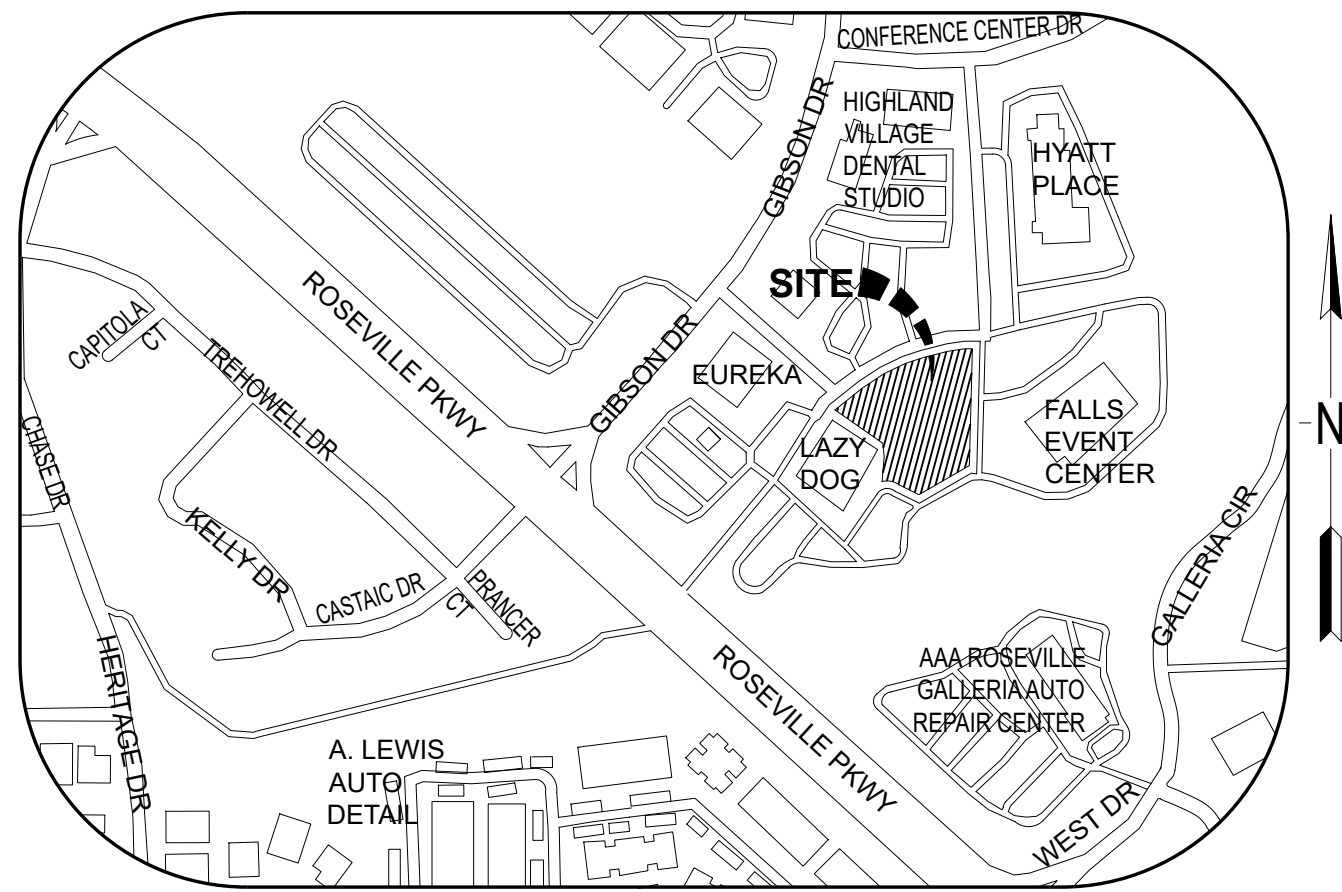 CONFERENCE CENTER DR
GIBSON DR
HIGHLAND
VILLAGE
DENTAL
STUDIO
HYATT
PLACE
SITE
ROSEVILLE PKWY
CAPITOLA
CT
TREHOWELL DR
GIBSON DR
EUREKA
LAZY
DOG
FALLS
EVENT
CENTER
N
CHASE DR
KELLY DR
CASTAIC DR
PRANCER
CT
GALLERIA CIR
HERITAGE DR
ROSEVILLE PKWY
AAA ROSEVILLE
GALLERIA AUTO
REPAIR CENTER
A. LEWIS
AUTO
DETAIL
WEST DR